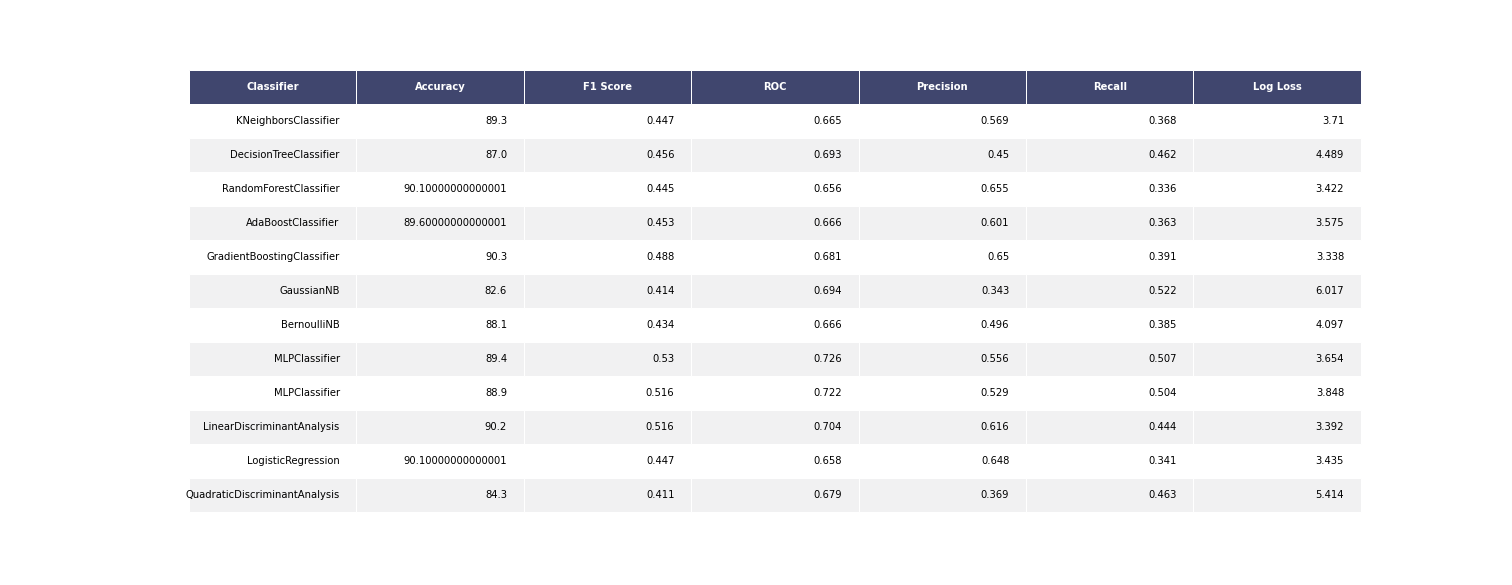 Classifier Accuracy F1 Score ROC Precision Recall Log Loss
KNeighborsClassifier 89.3 0.447 0.665 0.569 0.368 3.71
DecisionTreeClassifier 87.0 0.456 0.693 0.45 0.462 4.489
RandomForestClassifier 90.10000000000001 0.445 0.656 0.655 0.336 3.422
AdaBoostClassifier 89.60000000000001 0.453 0.666 0.601 0.363 3.575
GradientBoostingClassifier 90.3 0.488 0.681 0.65 0.391 3.338
GaussianNB 82.6 0.414 0.694 0.343 0.522 6.017
BernoulliNB 88.1 0.434 0.666 0.496 0.385 4.097
MLPClassifier 89.4 0.53 0.726 0.556 0.507 3.654
MLPClassifier 88.9 0.516 0.722 0.529 0.504 3.848
LinearDiscriminantAnalysis 90.2 0.516 0.704 0.616 0.444 3.392
LogisticRegression 90.10000000000001 0.447 0.658 0.648 0.341 3.435
QuadraticDiscriminantAnalysis 84.3 0.411 0.679 0.369 0.463 5.414